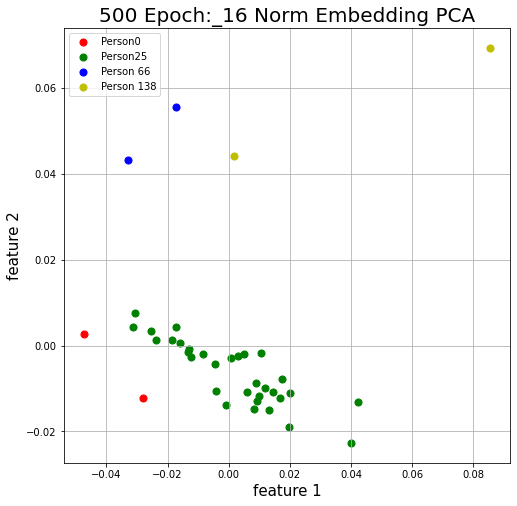 500 Epoch:_16 Norm Embedding PCA
Person0
Person25
Person 66
Person 138
feature 2
0.06
0.04
0.02
0.00
−0.02
−0.04 −0.02 0.00 0.02 0.04 0.06 0.08
feature 1